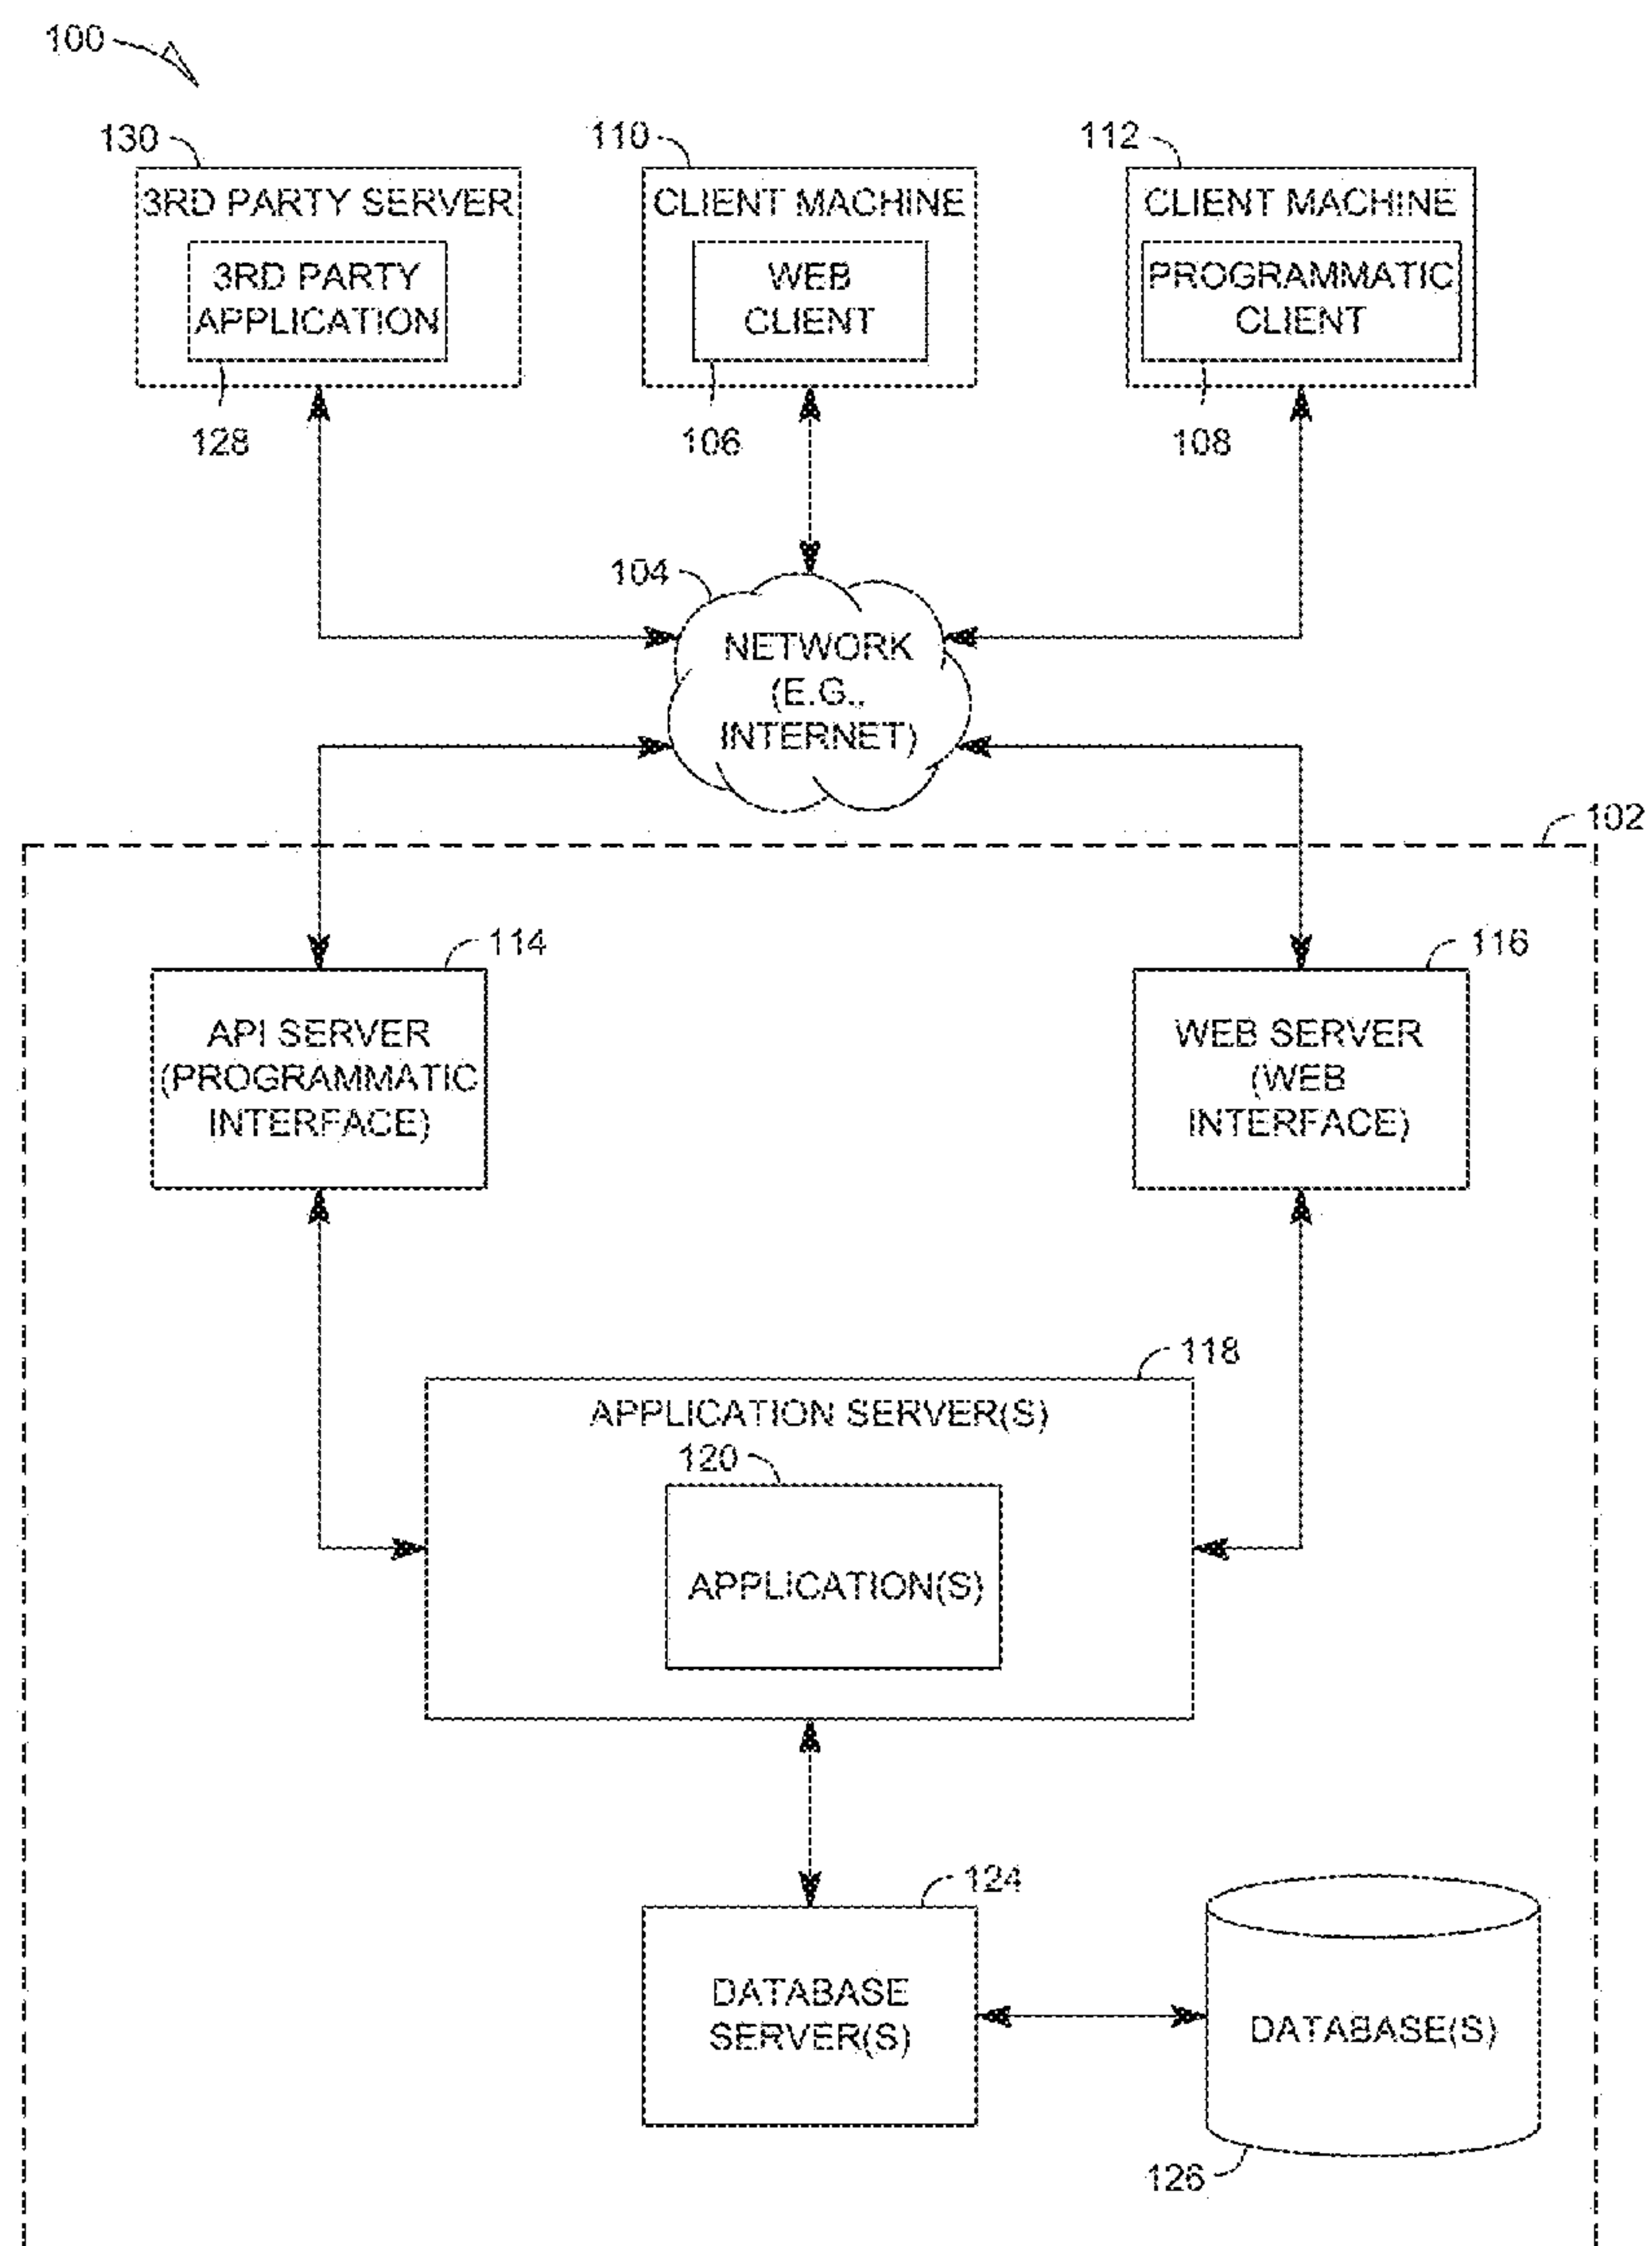 100
130
110
112
3RD PARTY SERVER
CLIENT MACHINE
CLIENT MACHINE
3RD PARTY
APPLICATION
WEB
CLIENT
PROGRAMMATIC
CLIENT
128
106
108
104
NETWORK
(E.G.,
INTERNET)
102
114
116
API SERVER
(PROGRAMMATIC
INTERFACE)
WEB SERVER
(WEB
INTERFACE)
118
APPLICATION SERVER(S)
120
APPLICATION(S)
124
DATABASE
SERVER(S)
DATABASE(S)
126